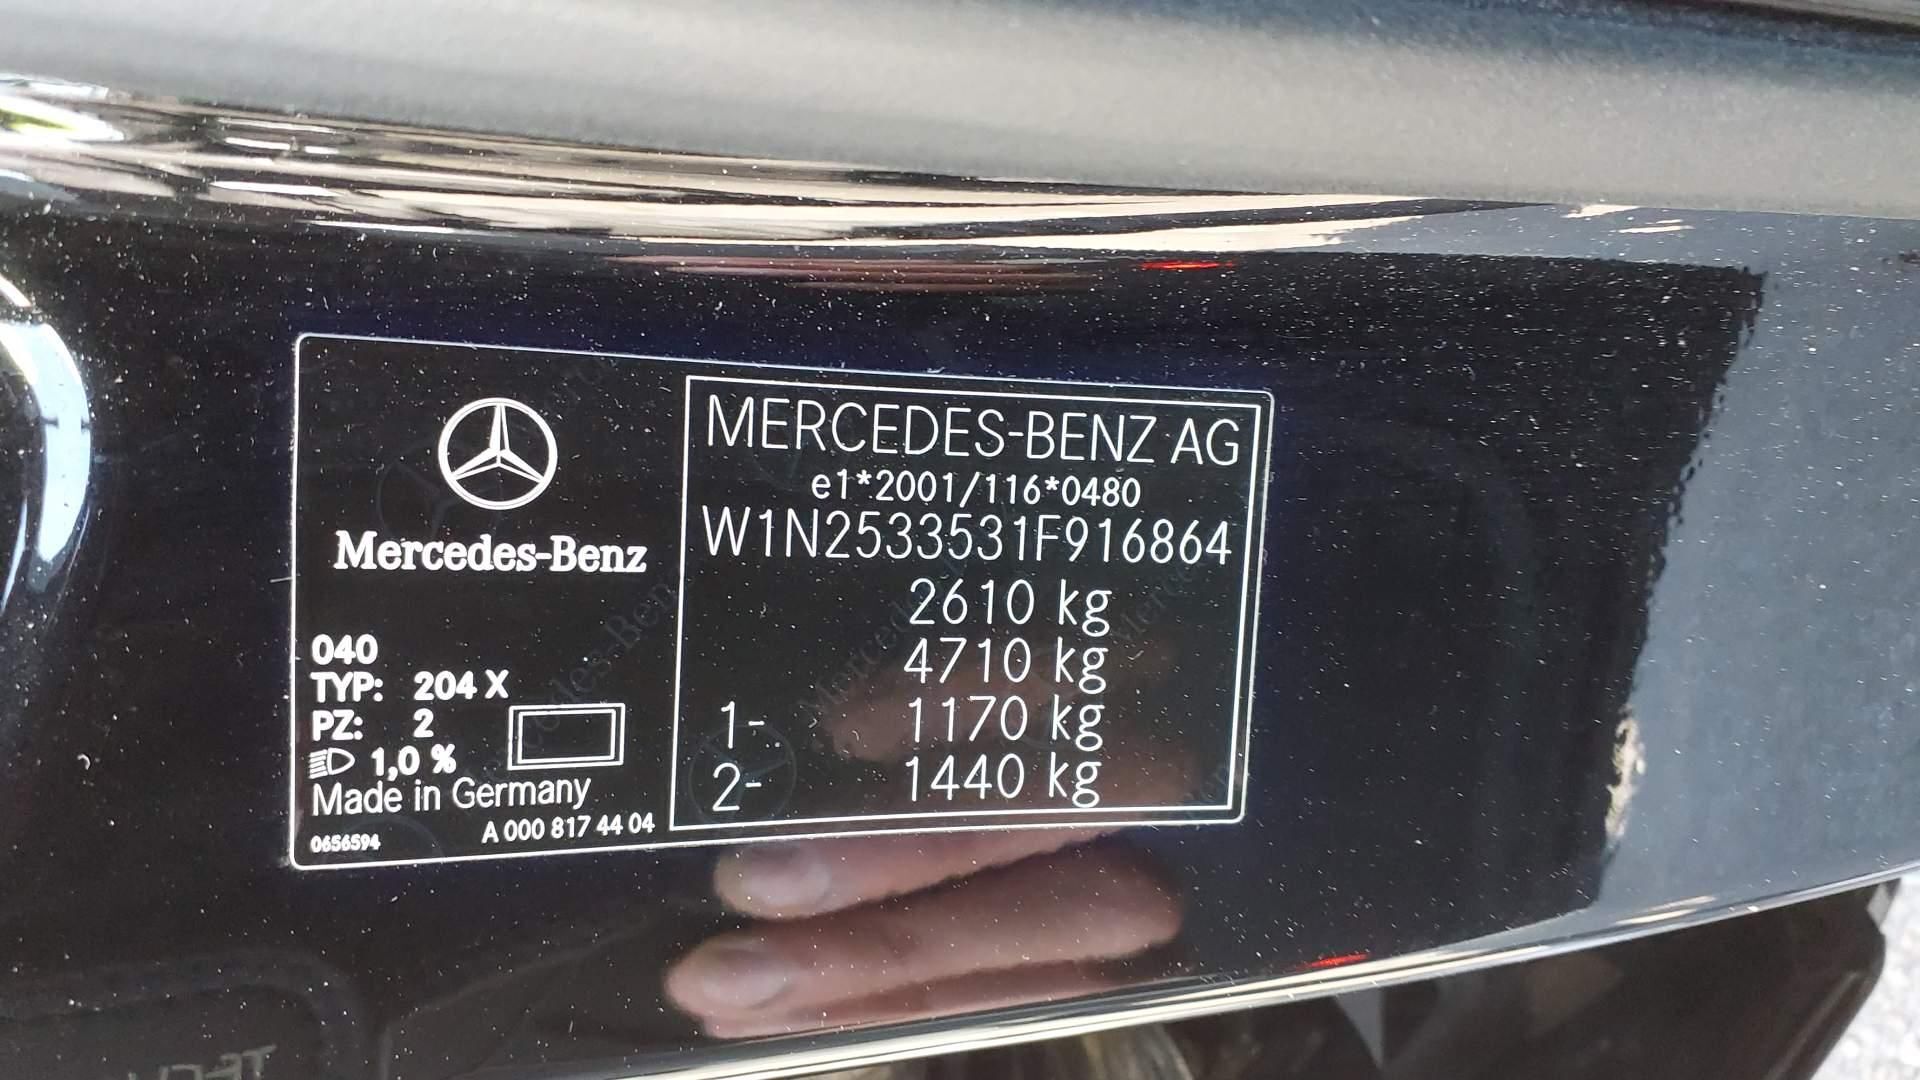 Mercedes-Benz
040
TYP: 204 X
PZ: 2
1,0 %
Made in Germany
0656594
A 000 817 44 04
MERCEDES-BENZ AG
e1*2001/116*0480
W1N2533531F916864
2610 kg
4710 kg
1- 1170 kg
2- 1440 kg